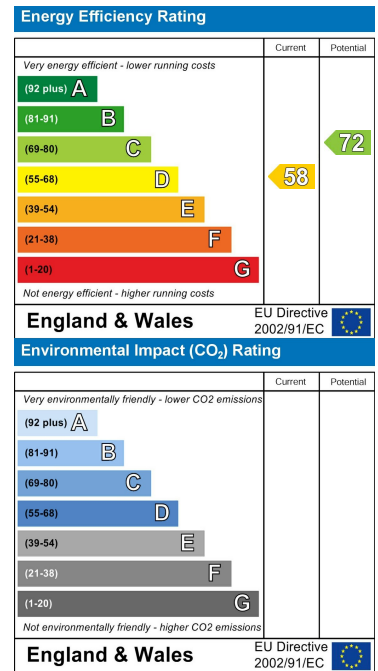 Energy Efficiency Rating
Current Potential
Very energy efficient - lower running costs
(92 plus) A
(81-91) B
(69-80) C
(55-68) D
(39-54) E
(21-38) F
(1-20) G
58
72
Not energy efficient - higher running costs
England & Wales
EU Directive
2002/91/EC
Environmental Impact (CO₂) Rating
Current Potential
Very environmentally friendly - lower CO2 emissions
(92 plus) A
(81-91) B
(69-80) C
(55-68) D
(39-54) E
(21-38) F
(1-20) G
Not environmentally friendly - higher CO2 emissions
England & Wales
EU Directive
2002/91/EC